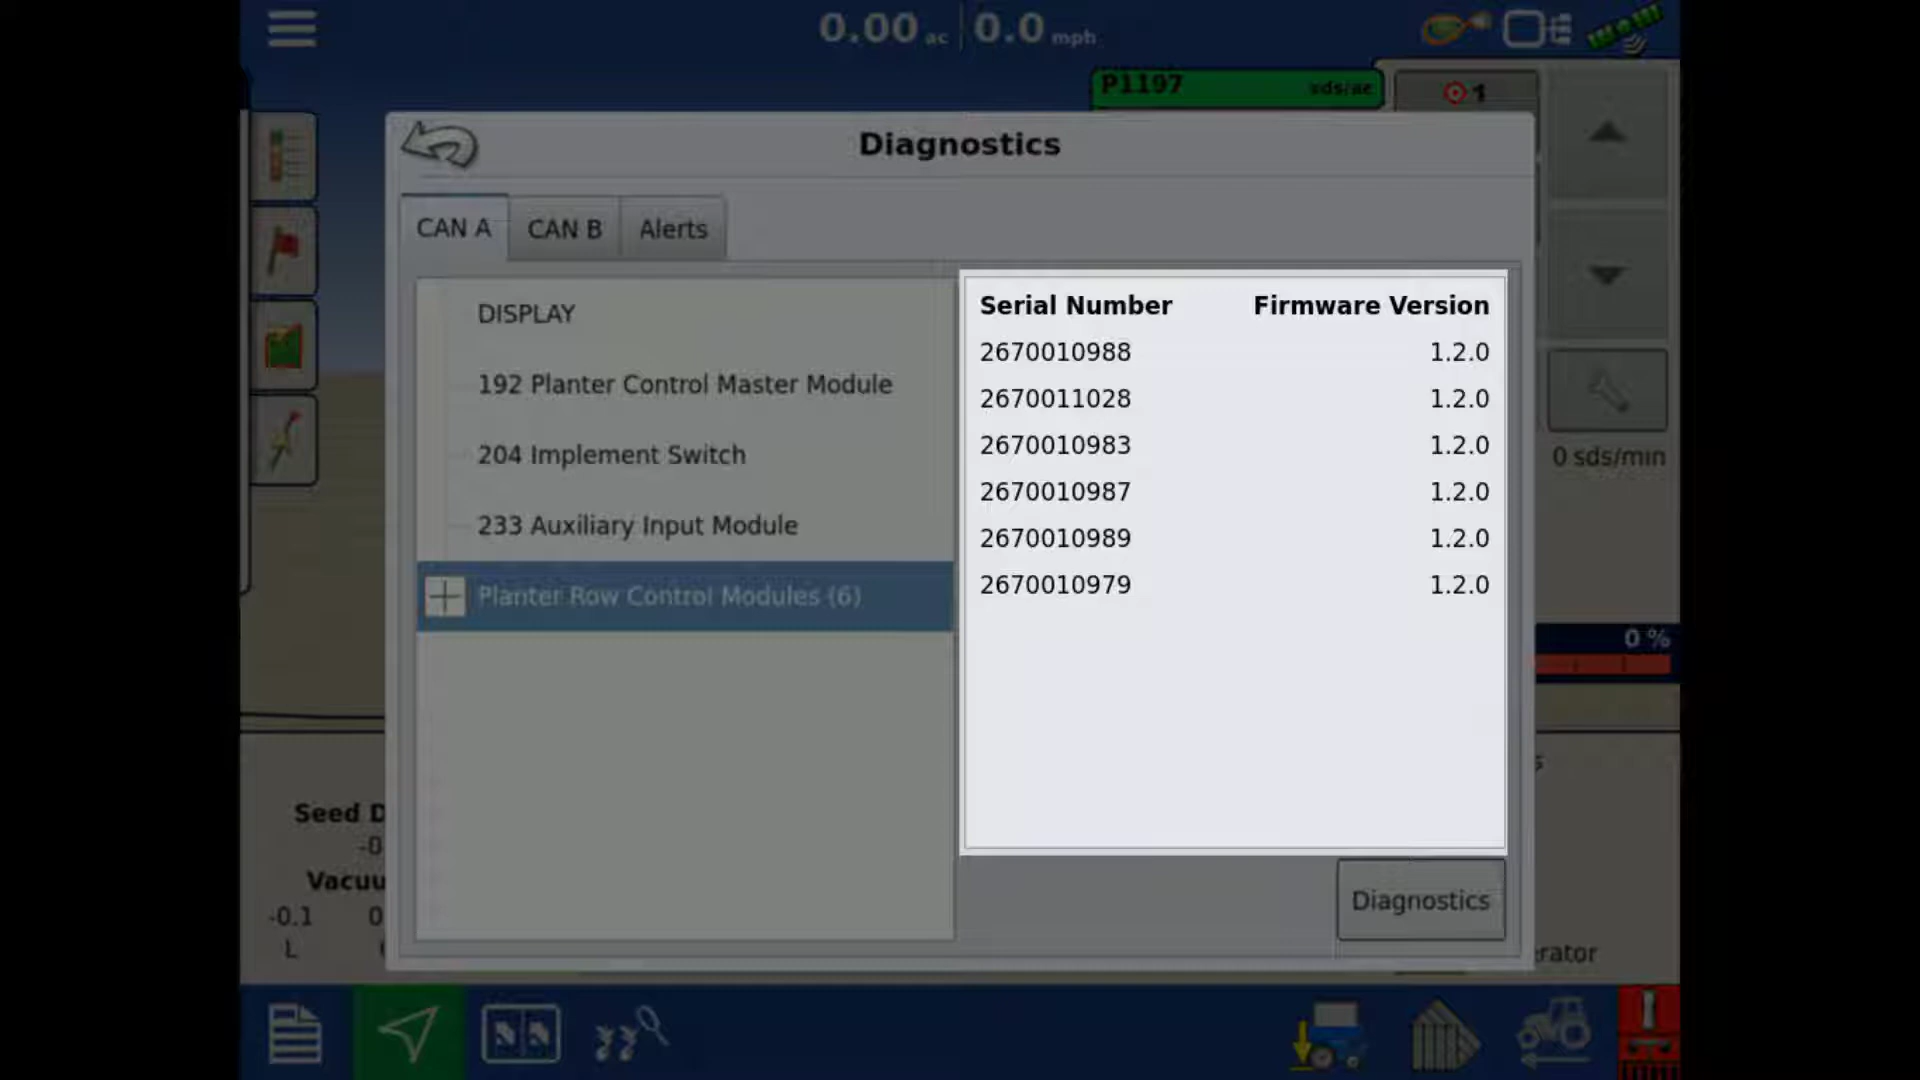 0.00 ac 0.0 mph
P1197 sds/ac 1
Diagnostics
CAN A CAN B Alerts
DISPLAY
192 Planter Control Master Module
204 Implement Switch
233 Auxiliary Input Module
Planter Row Control Modules (6)
Serial Number Firmware Version
2670010988 1.2.0
2670011028 1.2.0
2670010983 1.2.0
2670010987 1.2.0
2670010989 1.2.0
2670010979 1.2.0
Diagnostics
0 sds/min
0 %
Seed D
-0
Vacuu
-0.1 0
L
rator